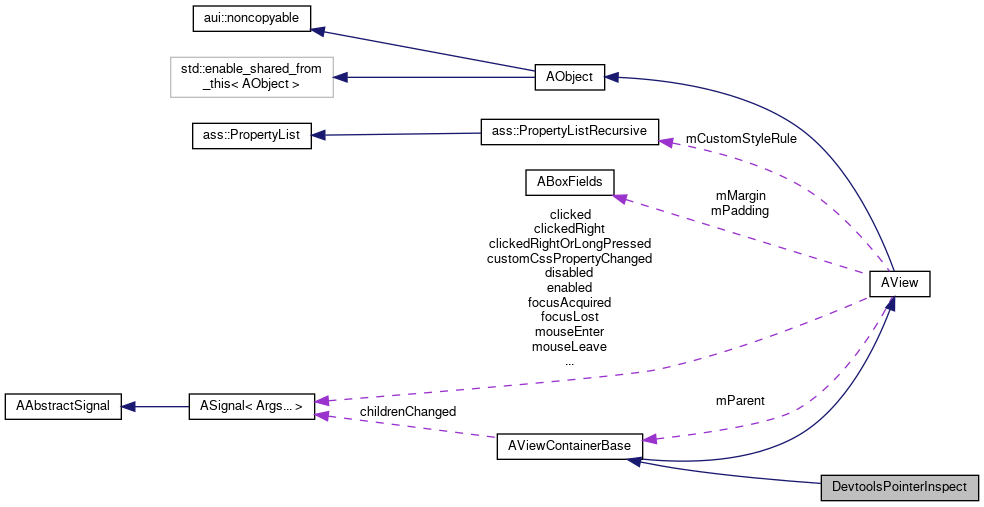 aui::noncopyable
std::enable_shared_from
_this< AObject >
AObject
ass::PropertyList
ass::PropertyListRecursive
mCustomStyleRule
ABoxFields
mMargin
mPadding
clicked
clickedRight
clickedRightOrLongPressed
customCssPropertyChanged
disabled
enabled
focusAcquired
focusLost
mouseEnter
mouseLeave
...
AView
AAbstractSignal
ASignal< Args... >
childrenChanged
mParent
AViewContainerBase
DevtoolsPointerInspect